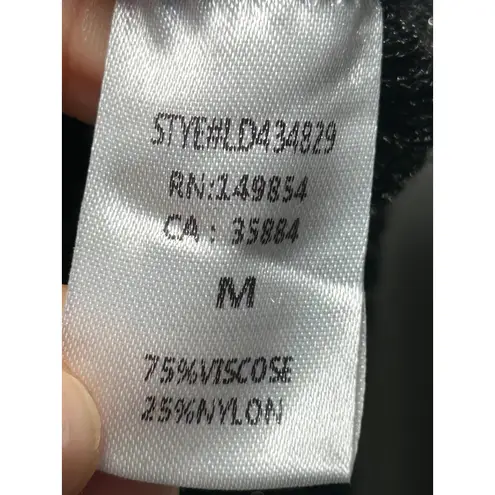 STYE#LD434829
RN:149854
CA : 35884
M
75%VISCOSE
25%NYLON